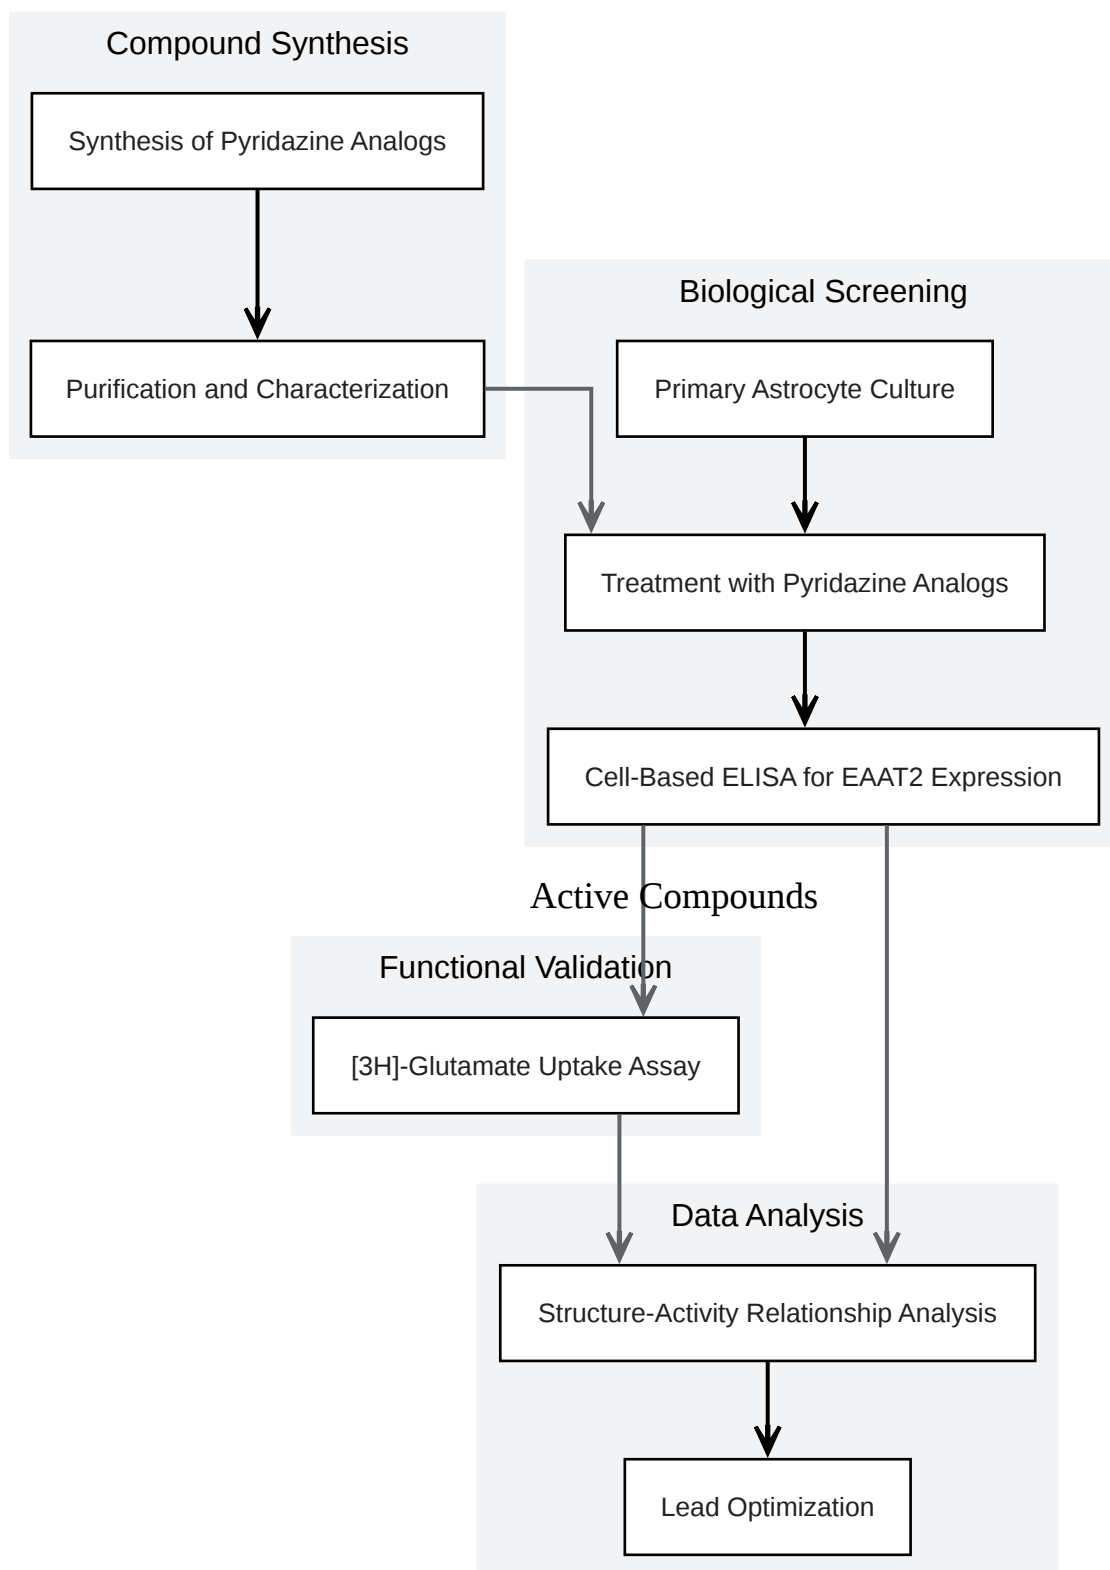 Compound Synthesis
Synthesis of Pyridazine Analogs
Purification and Characterization
Biological Screening
Primary Astrocyte Culture
Treatment with Pyridazine Analogs
Cell-Based ELISA for EAAT2 Expression
Active Compounds
Functional Validation
[3H]-Glutamate Uptake Assay
Data Analysis
Structure-Activity Relationship Analysis
Lead Optimization